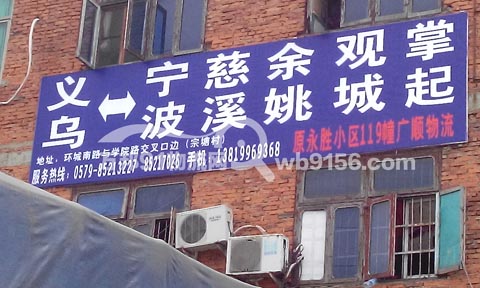 义乌↔宁波 慈溪 余姚 观城 掌起
原永胜小区119幢广顺物流
地址:环城南路与学院路交叉口边(宗塘村)
服务热线:0579-85213227 85217028 手机:13819969368
wb9156.com